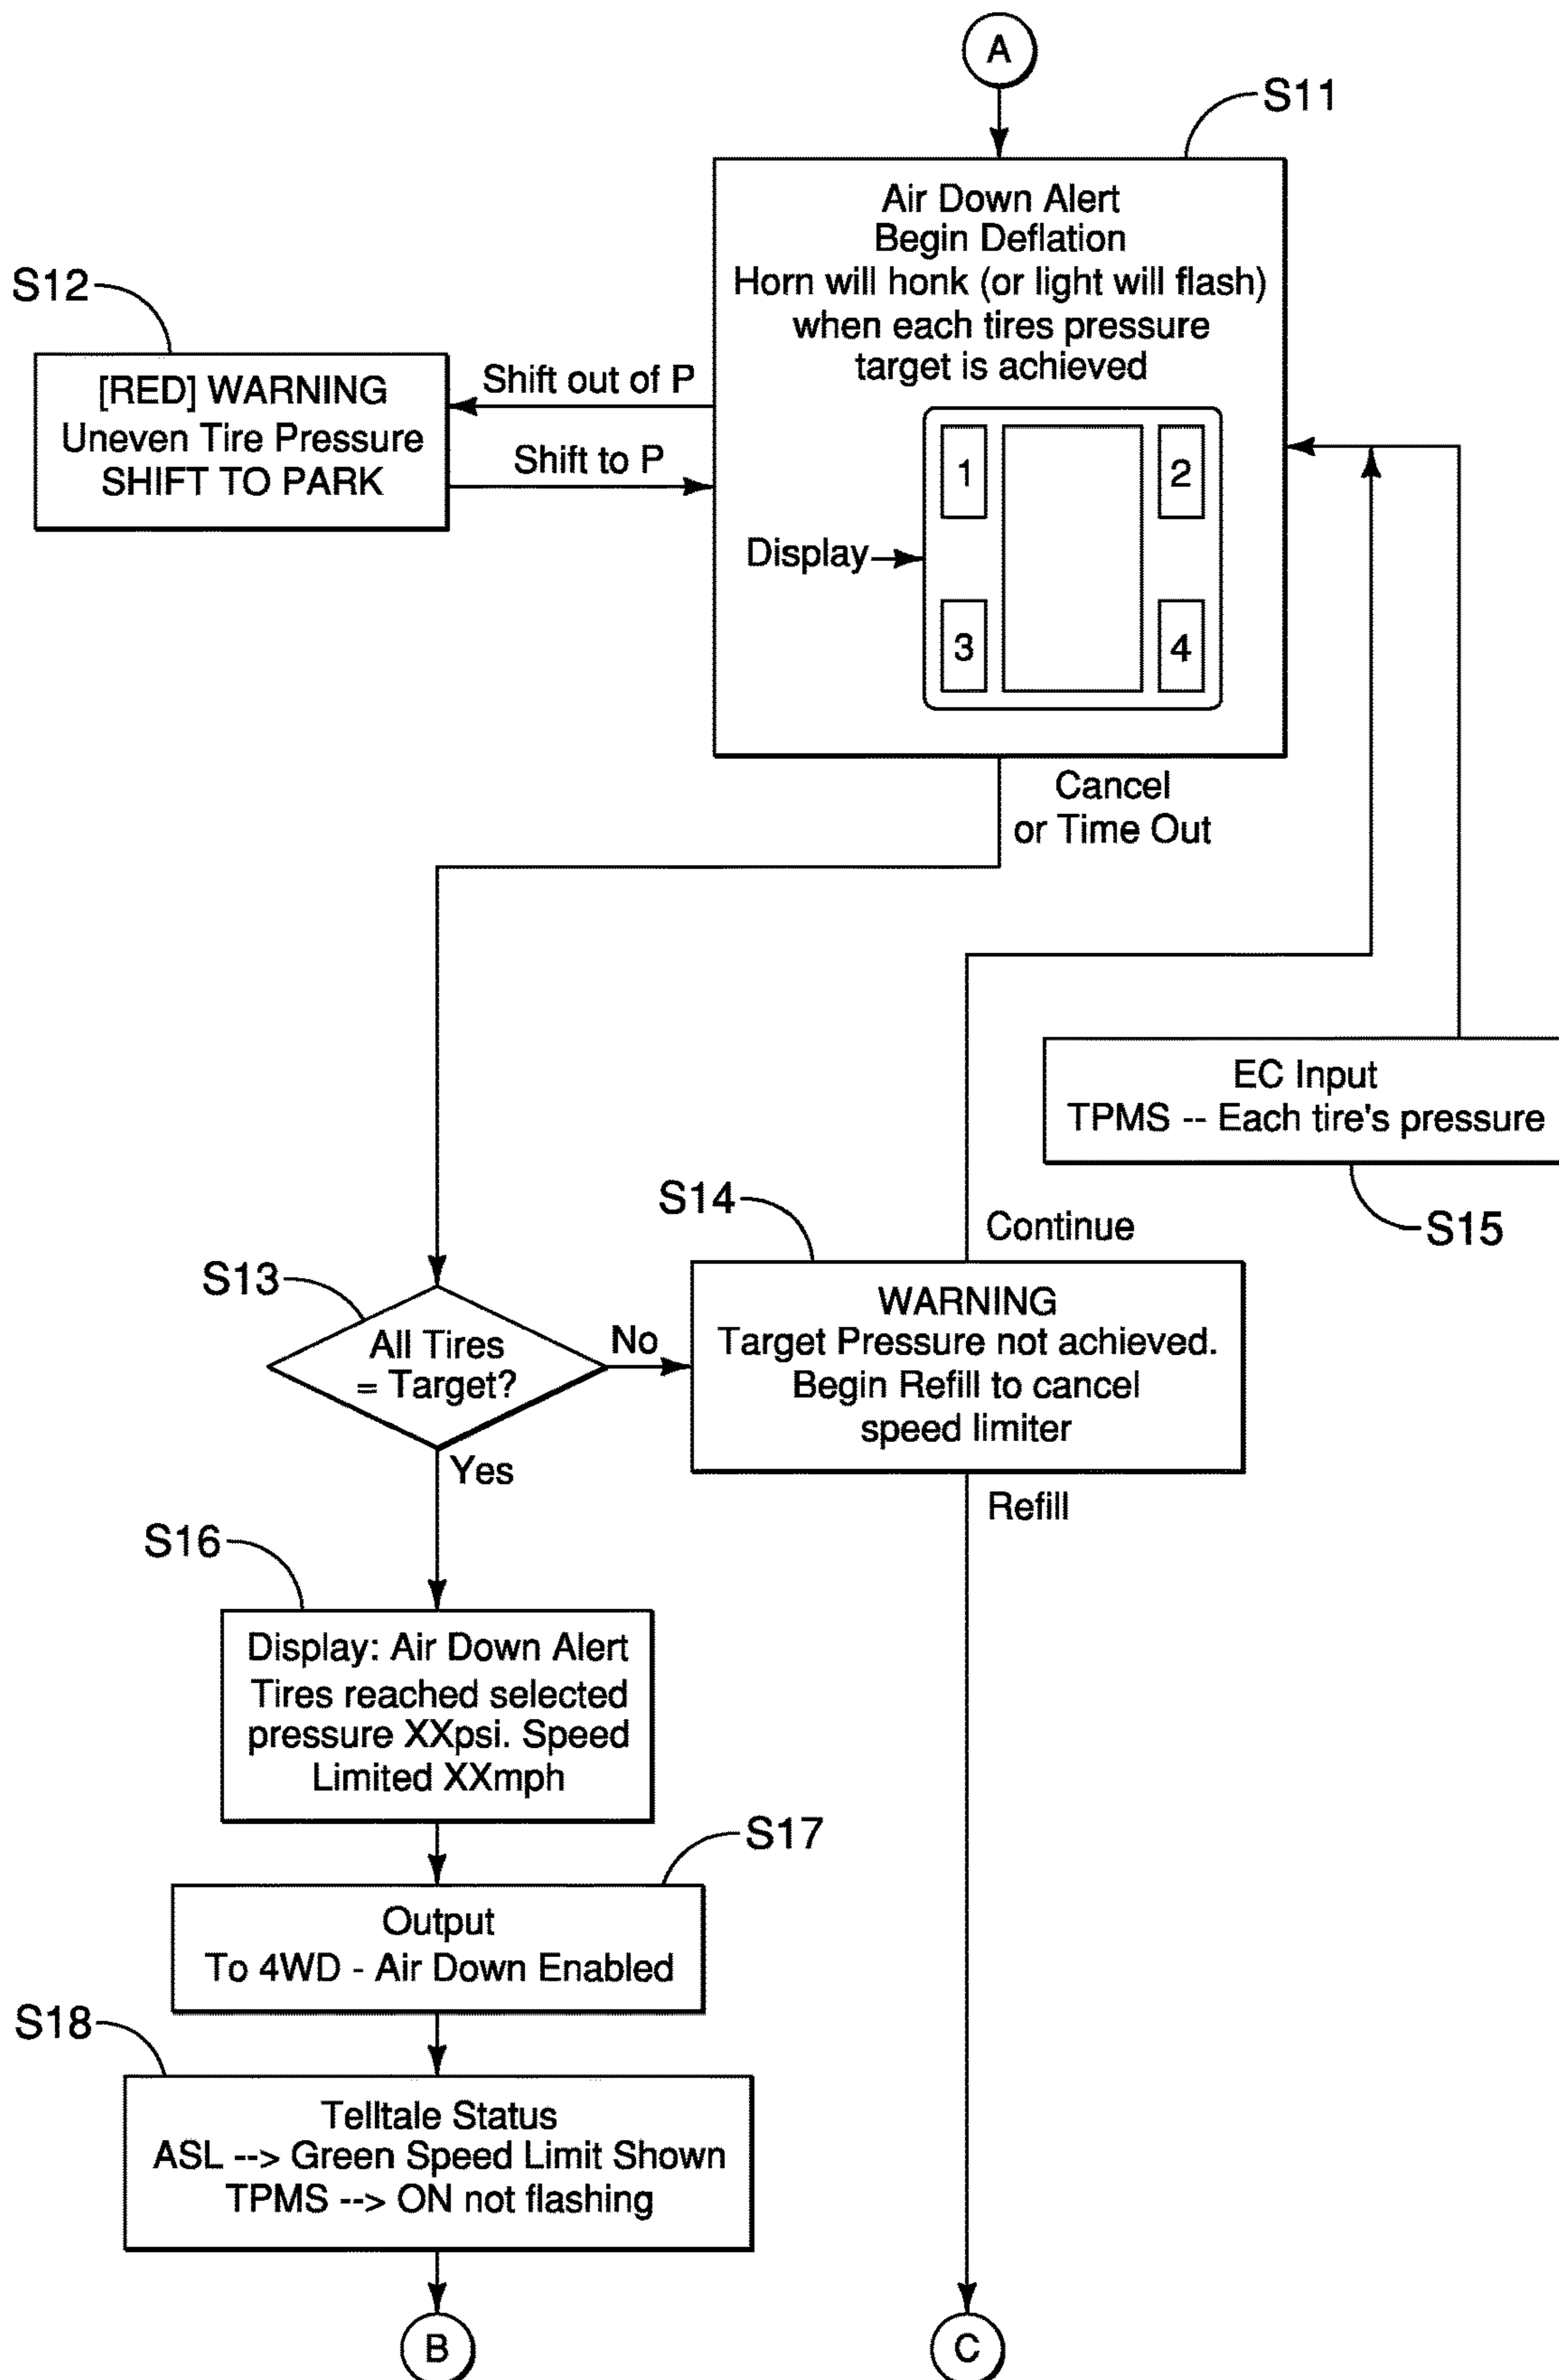 A
S11
Air Down Alert
Begin Deflation
Horn will honk (or light will flash)
when each tires pressure
target is achieved
S12
[RED] WARNING
Uneven Tire Pressure
SHIFT TO PARK
Shift out of P
Shift to P
1
2
Display
3
4
Cancel
or Time Out
EC Input
TPMS -- Each tire's pressure
S15
S14
Continue
S13
All Tires
= Target?
No
WARNING
Target Pressure not achieved.
Begin Refill to cancel
speed limiter
Yes
Refill
S16
Display: Air Down Alert
Tires reached selected
pressure XXpsi. Speed
Limited XXmph
S17
Output
To 4WD - Air Down Enabled
S18
Telltale Status
ASL --> Green Speed Limit Shown
TPMS --> ON not flashing
B
C